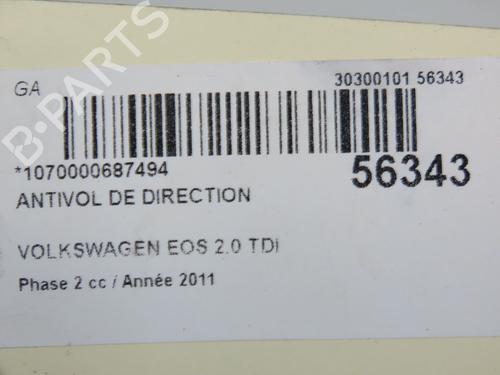 GA
30300101 56343
*1070000687494
56343
ANTIVOL DE DIRECTION
VOLKSWAGEN EOS 2.0 TDI
Phase 2 cc / Année 2011
B-PARTS